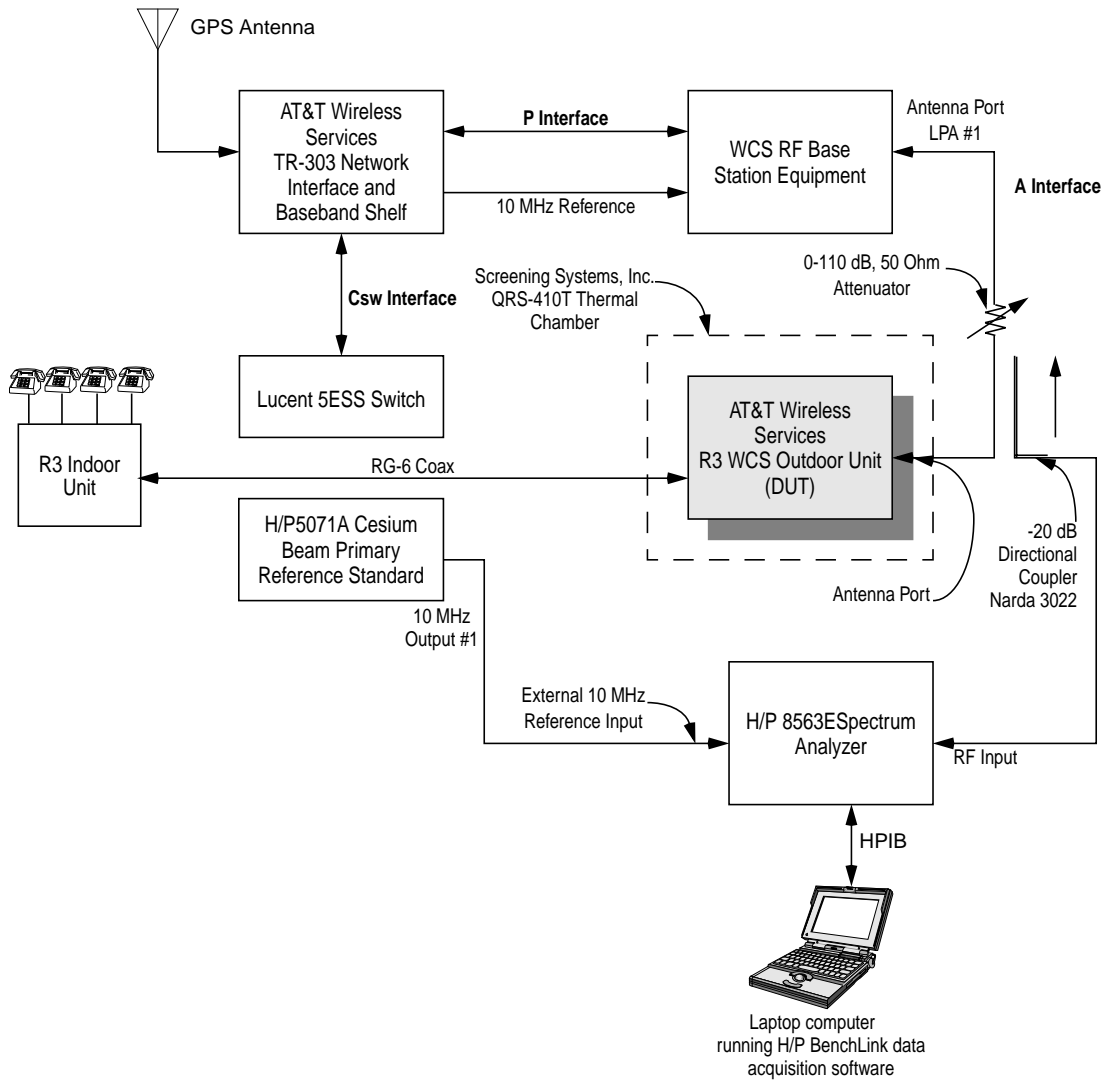 GPS Antenna
AT&T Wireless
Services
TR-303 Network
Interface and
Baseband Shelf
P Interface
10 MHz Reference
WCS RF Base
Station Equipment
Antenna Port
LPA #1
A Interface
Csw Interface
Screening Systems, Inc.
QRS-410T Thermal
Chamber
0-110 dB, 50 Ohm
Attenuator
Lucent 5ESS Switch
AT&T Wireless
Services
R3 WCS Outdoor Unit
(DUT)
R3 Indoor
Unit
RG-6 Coax
H/P5071A Cesium
Beam Primary
Reference Standard
-20 dB
Directional
Coupler
Narda 3022
Antenna Port
10 MHz
Output #1
External 10 MHz
Reference Input
H/P 8563ESpectrum
Analyzer
RF Input
HPIB
Laptop computer
running H/P BenchLink data
acquisition software